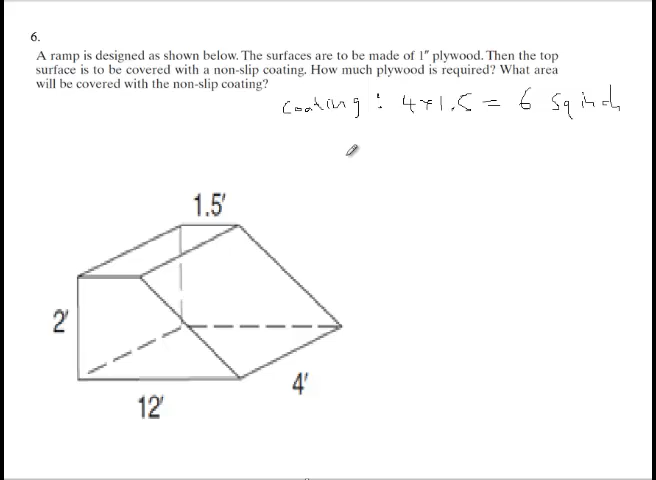 6.
A ramp is designed as shown below. The surfaces are to be made of 1" plywood. Then the top
surface is to be covered with a non-slip coating. How much plywood is required? What area
will be covered with the non-slip coating?
coating : 4×1.5 = 6 sq inch
1.5'
2'
4'
12'